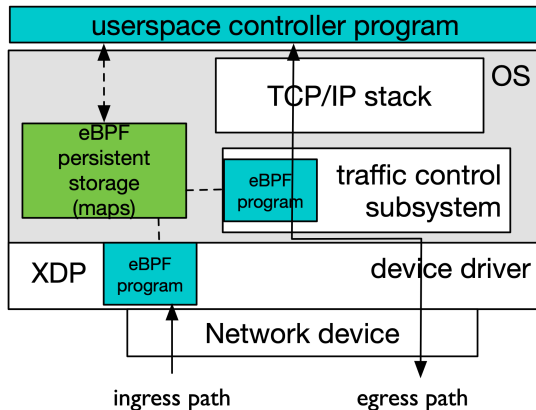 userspace controller program
OS
TCP/IP stack
eBPF
persistent
storage
(maps)
eBPF
program
traffic control
subsystem
XDP
eBPF
program
device driver
Network device
ingress path
egress path